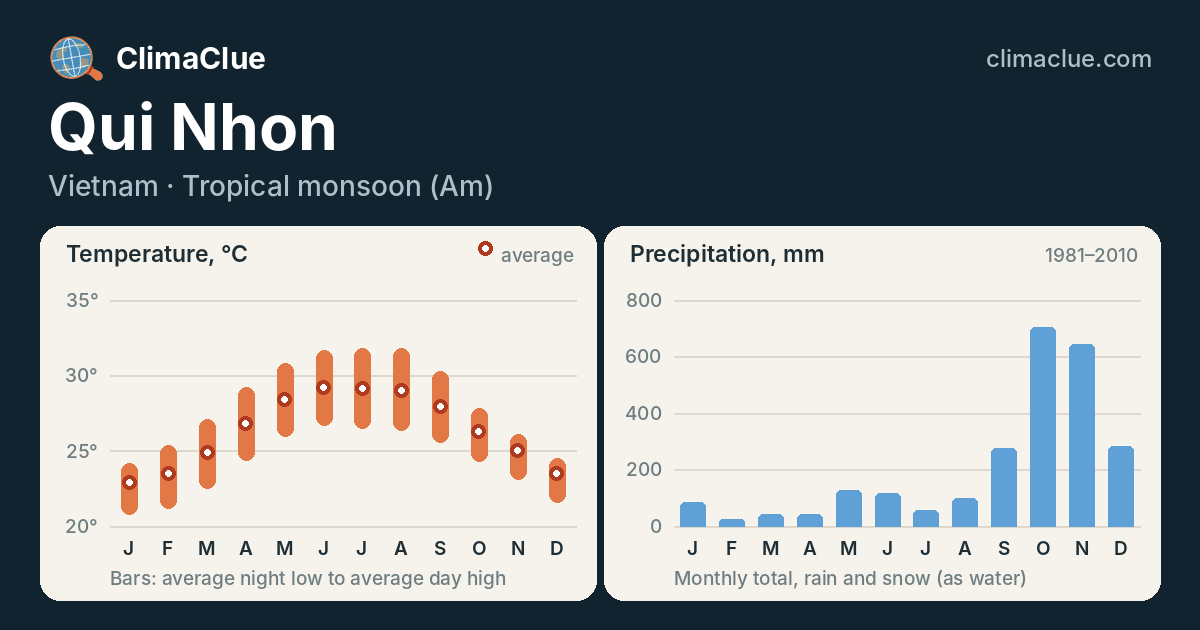 ClimaClue
climaclue.com
Qui Nhon
Vietnam · Tropical monsoon (Am)
Temperature, °C
average
35°
30°
25°
20°
J F M A M J J A S O N D
Bars: average night low to average day high
Precipitation, mm
1981–2010
800
600
400
200
0
J F M A M J J A S O N D
Monthly total, rain and snow (as water)